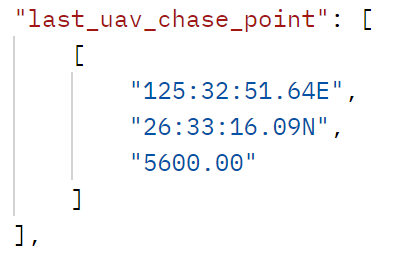 "last_uav_chase_point": [
[
"125:32:51.64E",
"26:33:16.09N",
"5600.00"
]
],